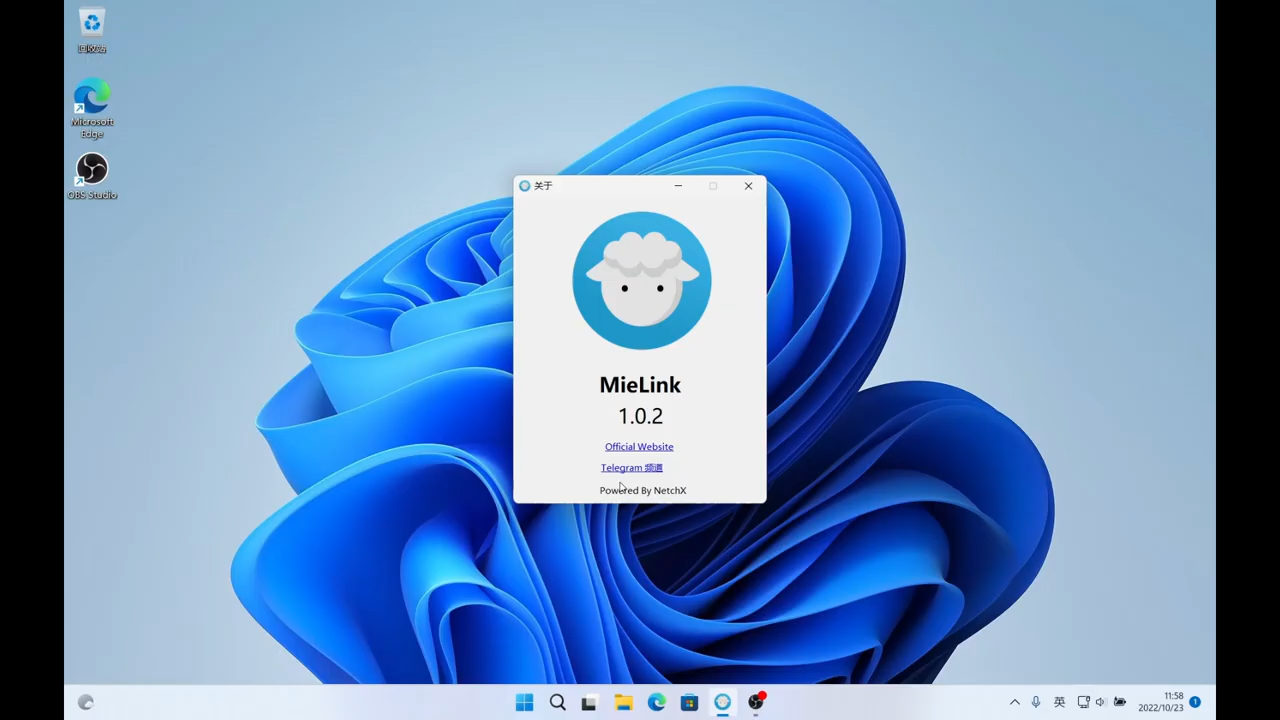 回收站
Microsoft
Edge
OBS Studio
关于
MieLink
1.0.2
Official Website
Telegram 频道
Powered By NetchX
英
11:58
2022/10/23
1